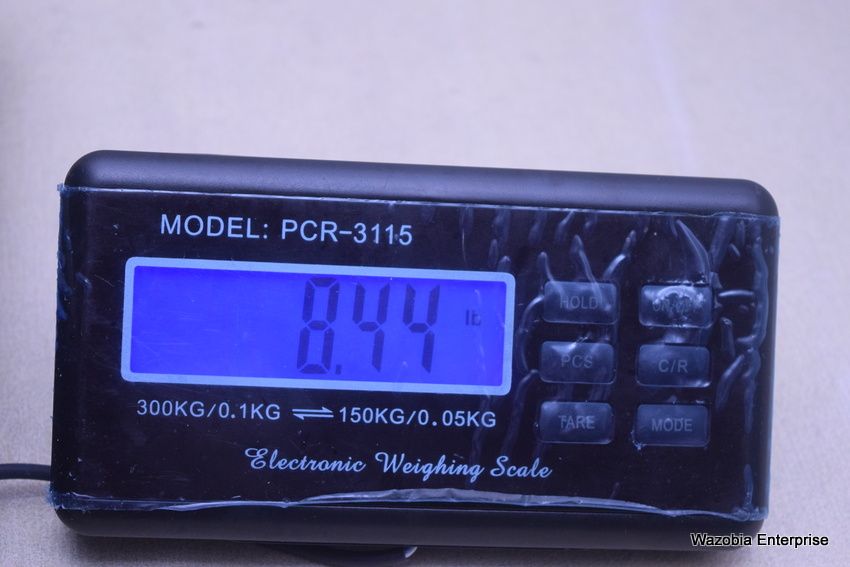 MODEL: PCR-3115
8.44 lb
HOLD
300KG/0.1KG ⇌ 150KG/0.05KG
PCS C/R
TARE MODE
Electronic Weighing Scale
Wazobia Enterprise